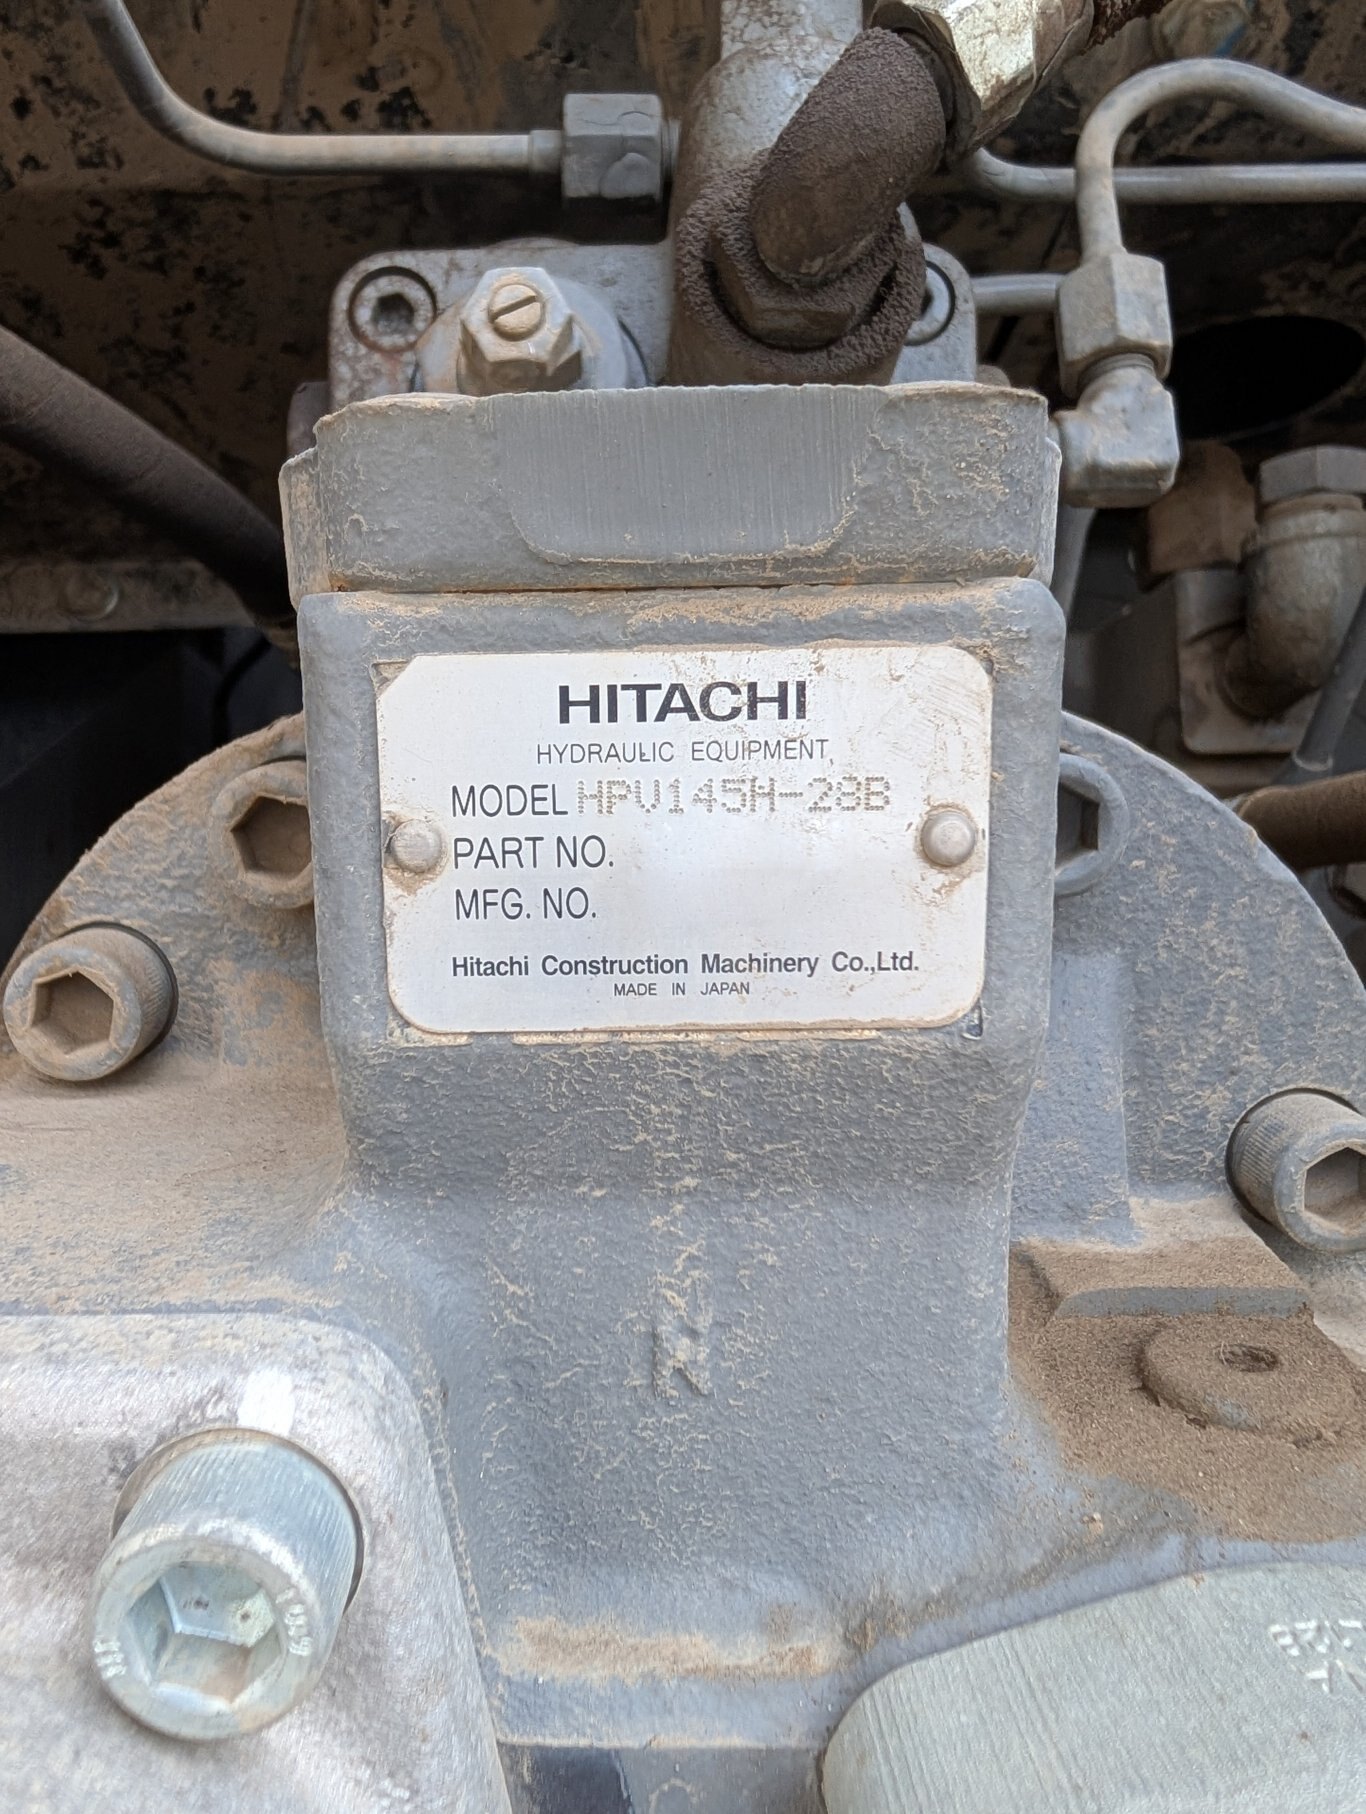 HITACHI
HYDRAULIC EQUIPMENT
MODEL HPV145H-28B
PART NO.
MFG. NO.
Hitachi Construction Machinery Co.,Ltd.
MADE IN JAPAN
K